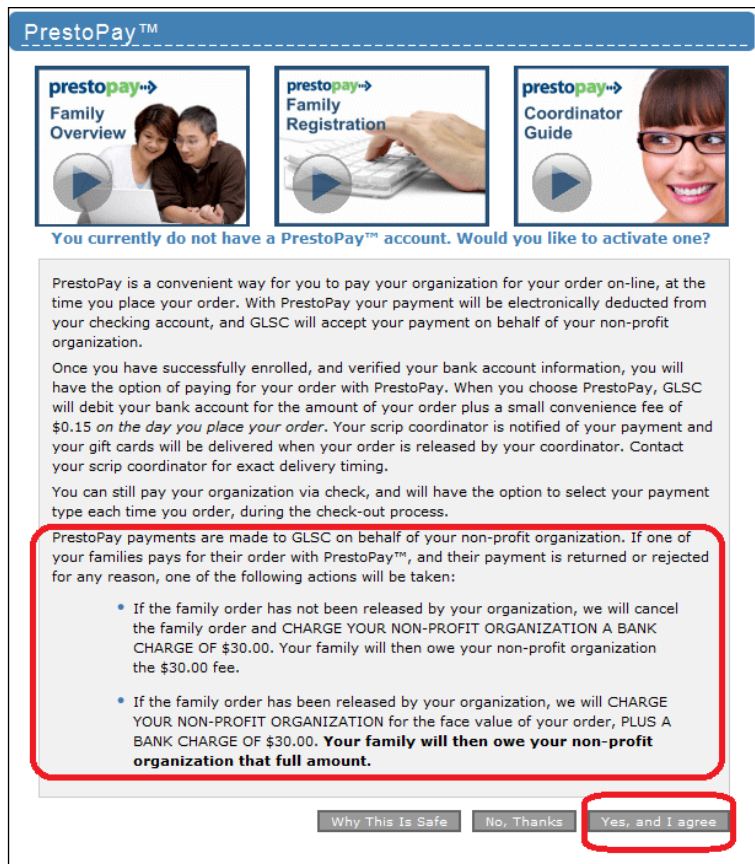 PrestoPay™
prestopay
Family
Overview
prestopay
Family
Registration
prestopay
Coordinator
Guide
You currently do not have a PrestoPay™ account. Would you like to activate one?
PrestoPay is a convenient way for you to pay your organization for your order on-line, at the
time you place your order. With PrestoPay your payment will be electronically deducted from
your checking account, and GLSC will accept your payment on behalf of your non-profit
organization.
Once you have successfully enrolled, and verified your bank account information, you will
have the option of paying for your order with PrestoPay. When you choose PrestoPay, GLSC
will debit your bank account for the amount of your order plus a small convenience fee of
$0.15 on the day you place your order. Your scrip coordinator is notified of your payment and
your gift cards will be delivered when your order is released by your coordinator. Contact
your scrip coordinator for exact delivery timing.
You can still pay your organization via check, and will have the option to select your payment
type each time you order, during the check-out process.
PrestoPay payments are made to GLSC on behalf of your non-profit organization. If one of
your families pays for their order with PrestoPay™, and their payment is returned or rejected
for any reason, one of the following actions will be taken:
• If the family order has not been released by your organization, we will cancel
the family order and CHARGE YOUR NON-PROFIT ORGANIZATION A BANK
CHARGE OF $30.00. Your family will then owe your non-profit organization
the $30.00 fee.
• If the family order has been released by your organization, we will CHARGE
YOUR NON-PROFIT ORGANIZATION for the face value of your order, PLUS A
BANK CHARGE OF $30.00. Your family will then owe your non-profit
organization that full amount.
Why This Is Safe
No, Thanks
Yes, and I agree